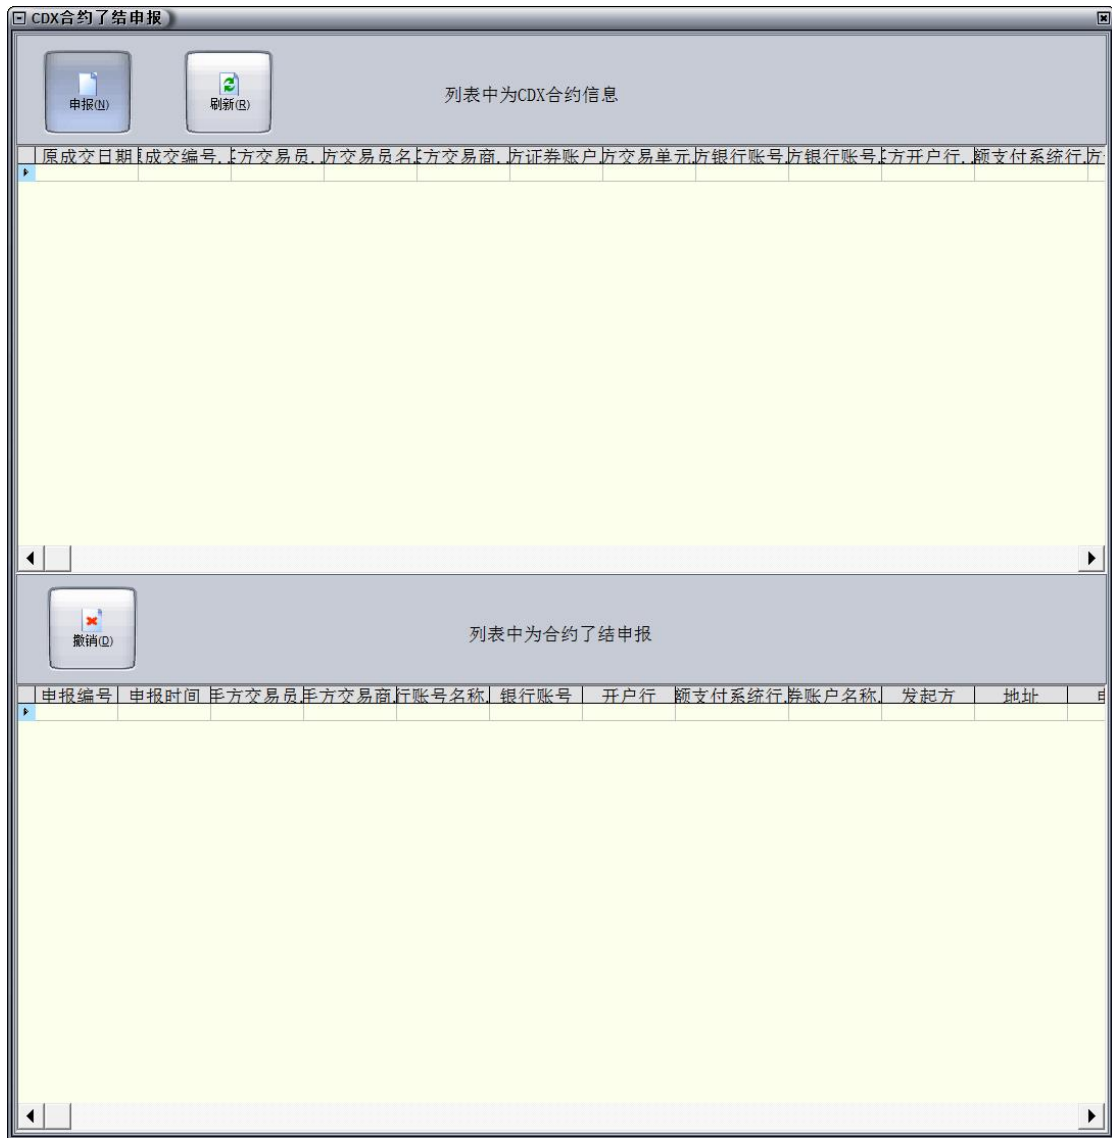 CDX合约了结申报
申报(N)
刷新(R)
列表中为CDX合约信息
原成交日期 成交编号. 方交易员. 方交易员名 方交易商. 方证券账户. 方交易单元. 方银行账号. 方银行账号. 方开户行. 额支付系统行. 方
撤销(D)
列表中为合约了结申报
申报编号 申报时间 手方交易员. 手方交易商. 行账号名称. 银行账号 开户行 额支付系统行. 券账户名称. 发起方 地址